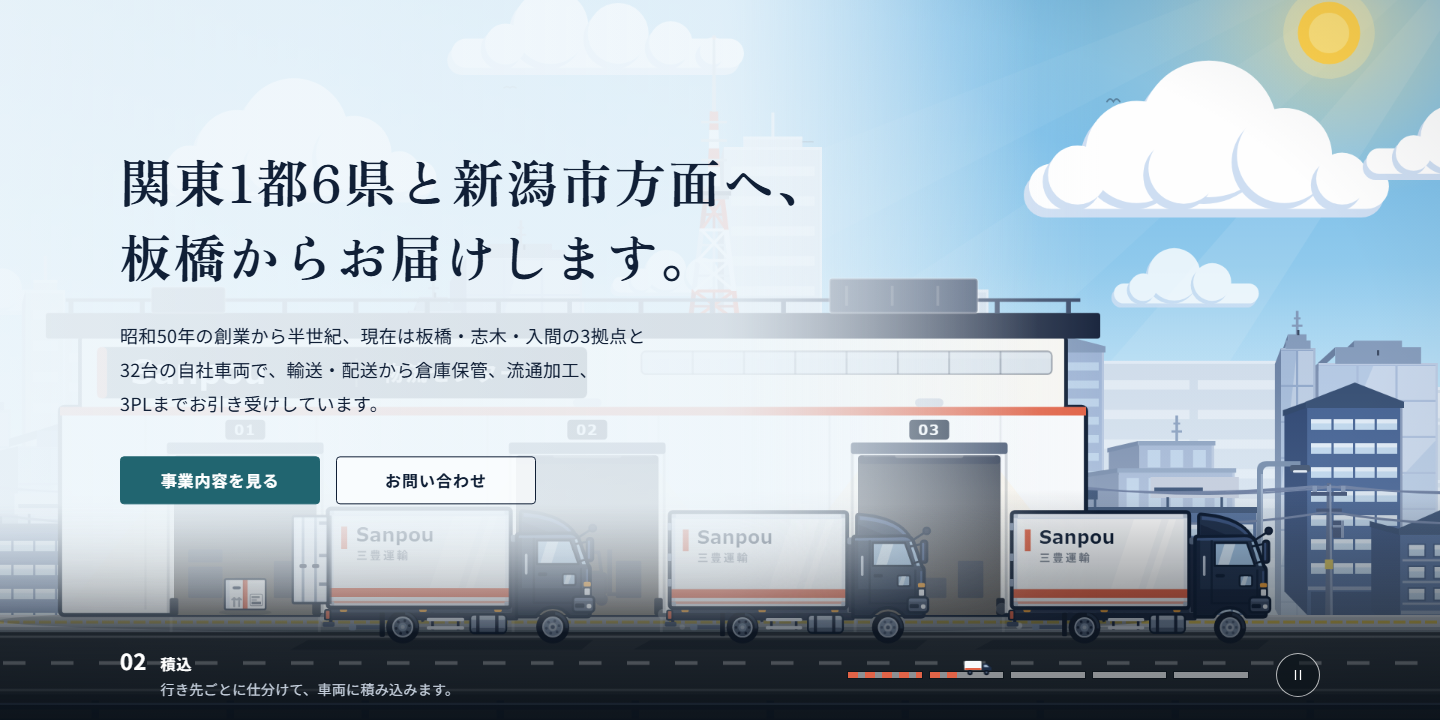 関東1都6県と新潟市方面へ、
板橋からお届けします。
昭和50年の創業から半世紀、現在は板橋・志木・入間の3拠点と
32台の自社車両で、輸送・配送から倉庫保管、流通加工、
3PLまでお引き受けしています。
Sanpou
01
02
03
事業内容を見る
お問い合わせ
Sanpou
三豊運輸
Sanpou
三豊運輸
Sanpou
三豊運輸
02 積込
行き先ごとに仕分けて、車両に積み込みます。